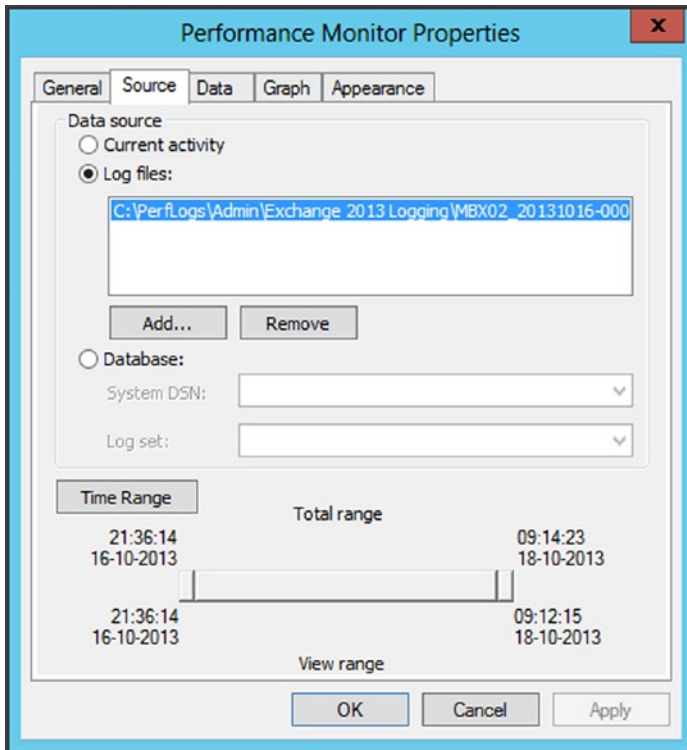 Performance Monitor Properties
x
General Source Data Graph Appearance
Data source
Current activity
Log files:
C:\PerfLogs\Admin\Exchange 2013 Logging\MBX02_20131016-000
Add... Remove
Database:
System DSN:
Log set:
Time Range
Total range
21:36:14 09:14:23
16-10-2013 18-10-2013
21:36:14 09:12:15
16-10-2013 18-10-2013
View range
OK Cancel Apply